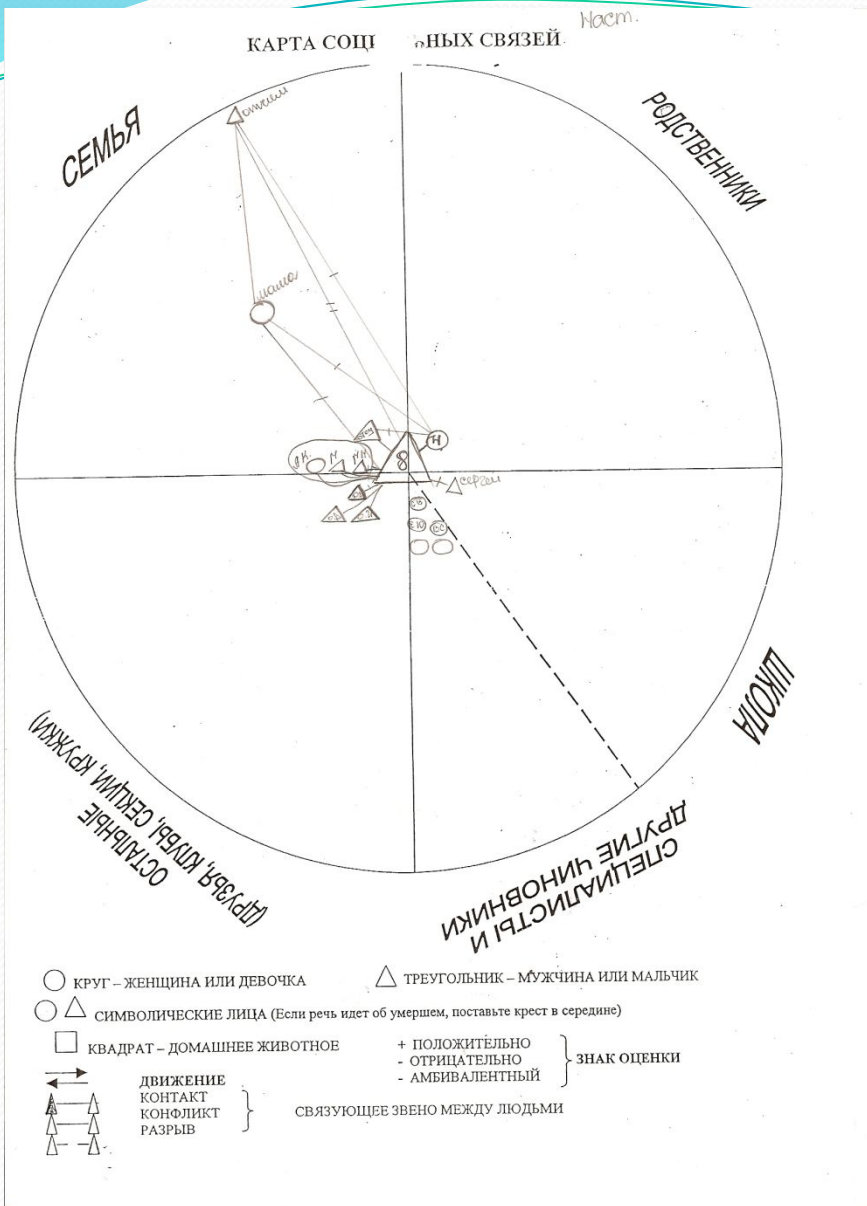 Наст.
КАРТА СОЦИ ОНЫХ СВЯЗЕЙ
СЕМЬЯ
РОДСТВЕННИКИ
отчим
мама
Н
8
Сергей
ШКОЛА
СПЕЦИАЛИСТЫ И
ДРУГИЕ ЧИНОВНИКИ
ОСТАЛЬНЫЕ
(ДРУЗЬЯ, КЛУБЫ, СЕКЦИИ, КРУЖКИ)
КРУГ – ЖЕНЩИНА ИЛИ ДЕВОЧКА
ТРЕУГОЛЬНИК – МУЖЧИНА ИЛИ МАЛЬЧИК
СИМВОЛИЧЕСКИЕ ЛИЦА (Если речь идет об умершем, поставьте крест в середине)
КВАДРАТ – ДОМАШНЕЕ ЖИВОТНОЕ
+ ПОЛОЖИТЕЛЬНО
- ОТРИЦАТЕЛЬНО
- АМБИВАЛЕНТНЫЙ
ЗНАК ОЦЕНКИ
ДВИЖЕНИЕ
КОНТАКТ
КОНФЛИКТ
РАЗРЫВ
СВЯЗУЮЩЕЕ ЗВЕНО МЕЖДУ ЛЮДЬМИ